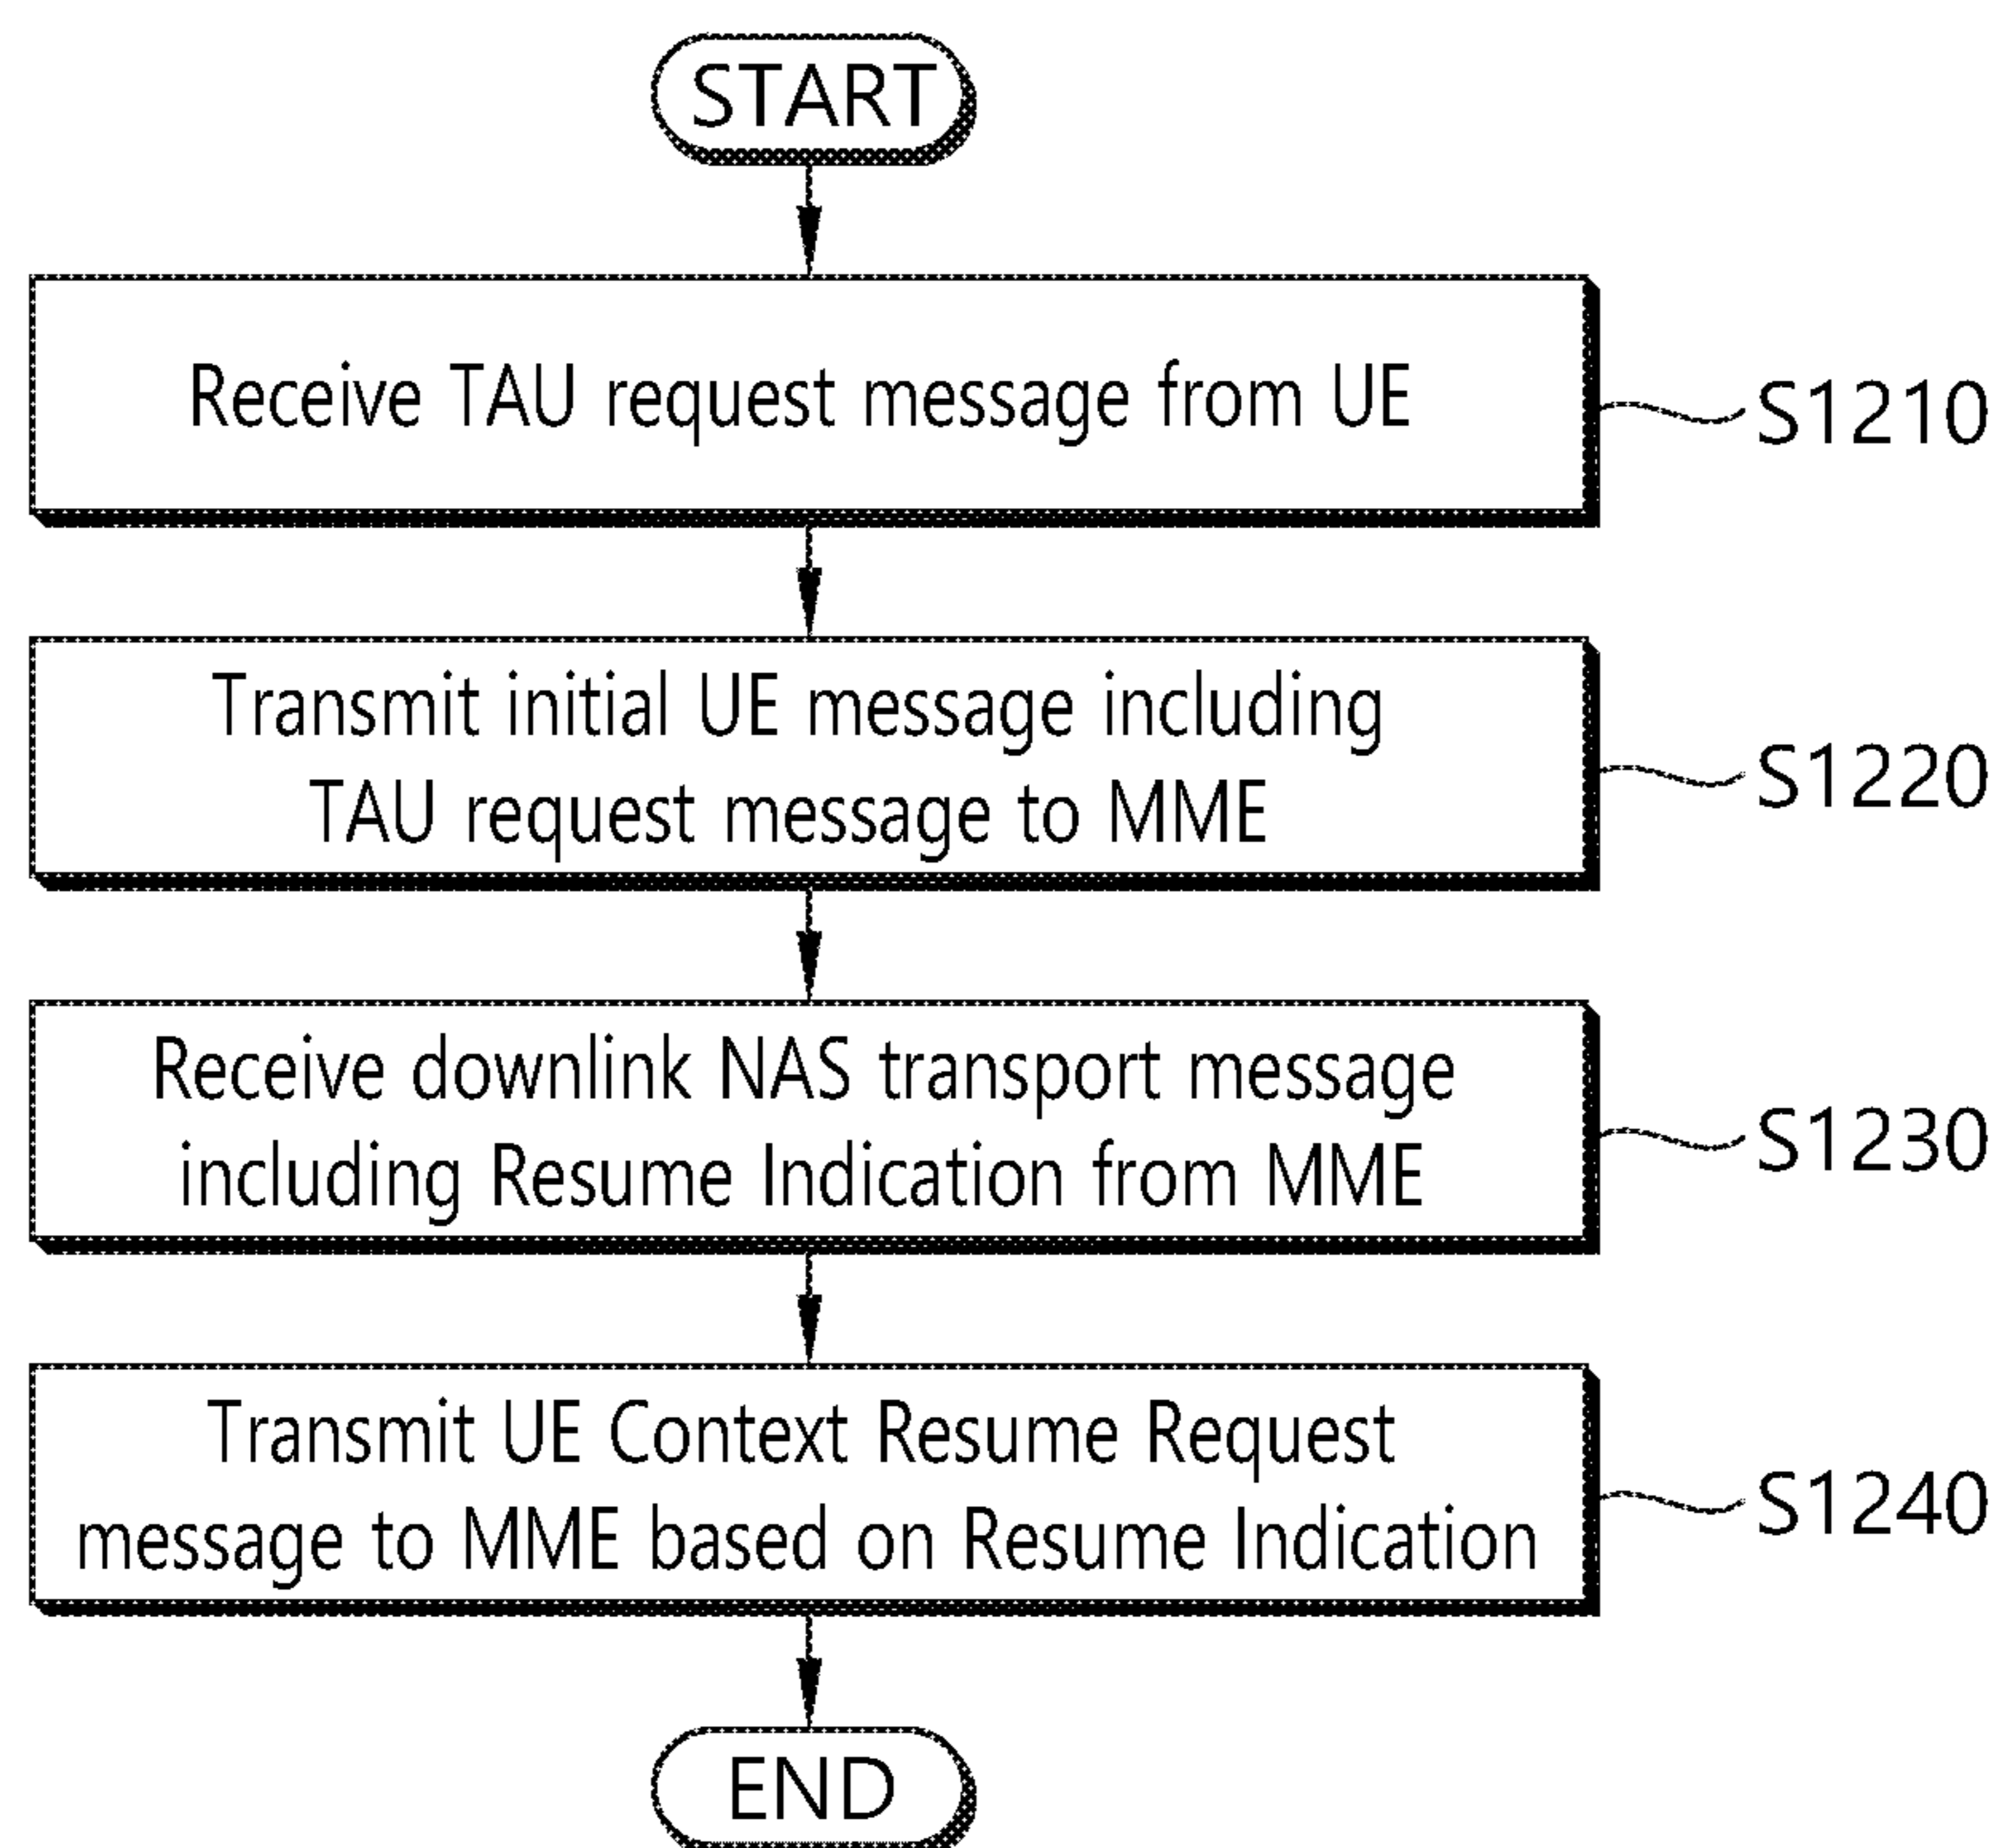 START
Receive TAU request message from UE
S1210
Transmit initial UE message including
TAU request message to MME
S1220
Receive downlink NAS transport message
including Resume Indication from MME
S1230
Transmit UE Context Resume Request
message to MME based on Resume Indication
S1240
END